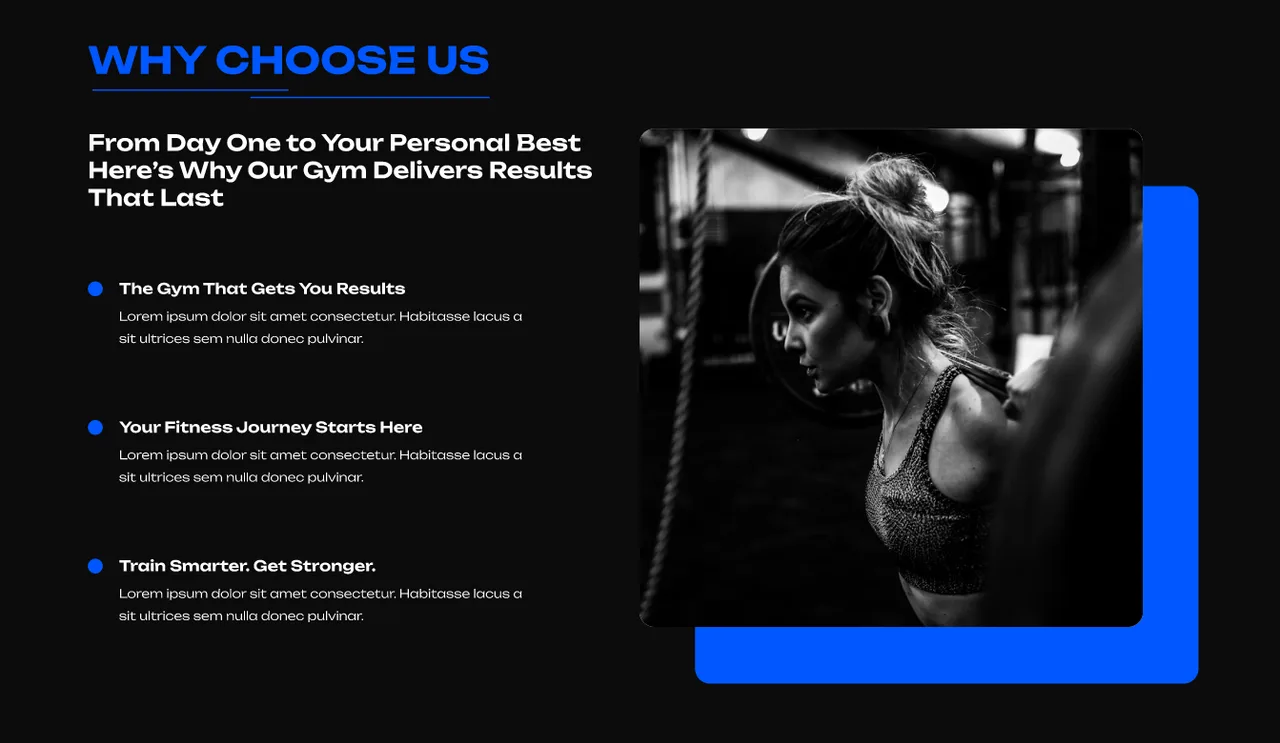 WHY CHOOSE US
From Day One to Your Personal Best
Here’s Why Our Gym Delivers Results
That Last
The Gym That Gets You Results
Lorem ipsum dolor sit amet consectetur. Habitasse lacus a
sit ultrices sem nulla donec pulvinar.
Your Fitness Journey Starts Here
Lorem ipsum dolor sit amet consectetur. Habitasse lacus a
sit ultrices sem nulla donec pulvinar.
Train Smarter. Get Stronger.
Lorem ipsum dolor sit amet consectetur. Habitasse lacus a
sit ultrices sem nulla donec pulvinar.